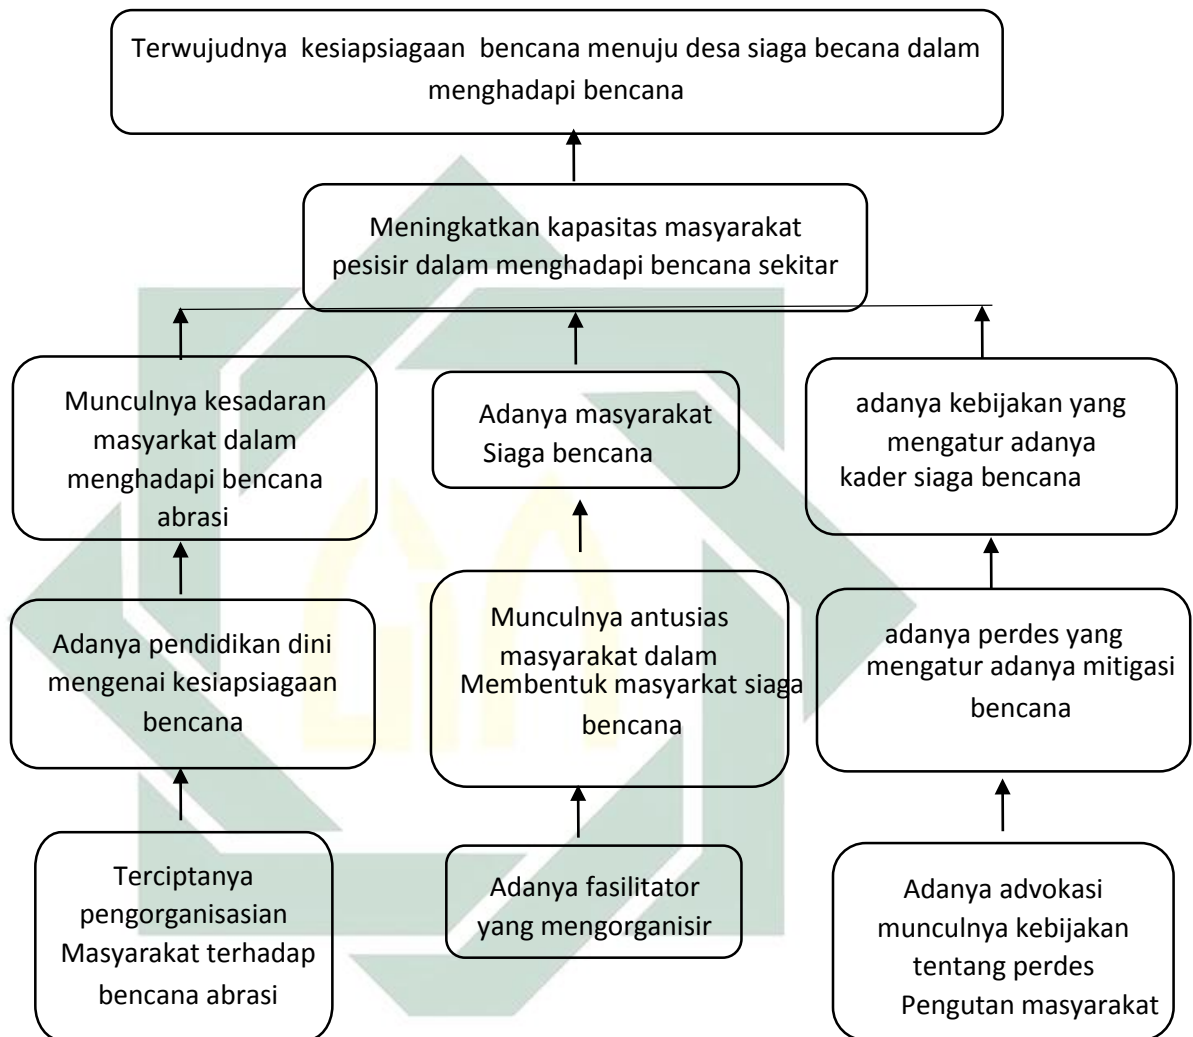 Terwujudnya kesiapsiagaan bencana menuju desa siaga becana dalam
menghadapi bencana
Meningkatkan kapasitas masyarakat
pesisir dalam menghadapi bencana sekitar
Munculnya kesadaran
masyarkat dalam
menghadapi bencana
abrasi
Adanya masyarakat
Siaga bencana
adanya kebijakan yang
mengatur adanya
kader siaga bencana
Adanya pendidikan dini
mengenai kesiapsiagaan
bencana
Munculnya antusias
masyarakat dalam
Membentuk masyarkat siaga
bencana
adanya perdes yang
mengatur adanya mitigasi
bencana
Terciptanya
pengorganisasian
Masyarakat terhadap
bencana abrasi
Adanya fasilitator
yang mengorganisir
Adanya advokasi
munculnya kebijakan
tentang perdes
Pengutan masyarakat